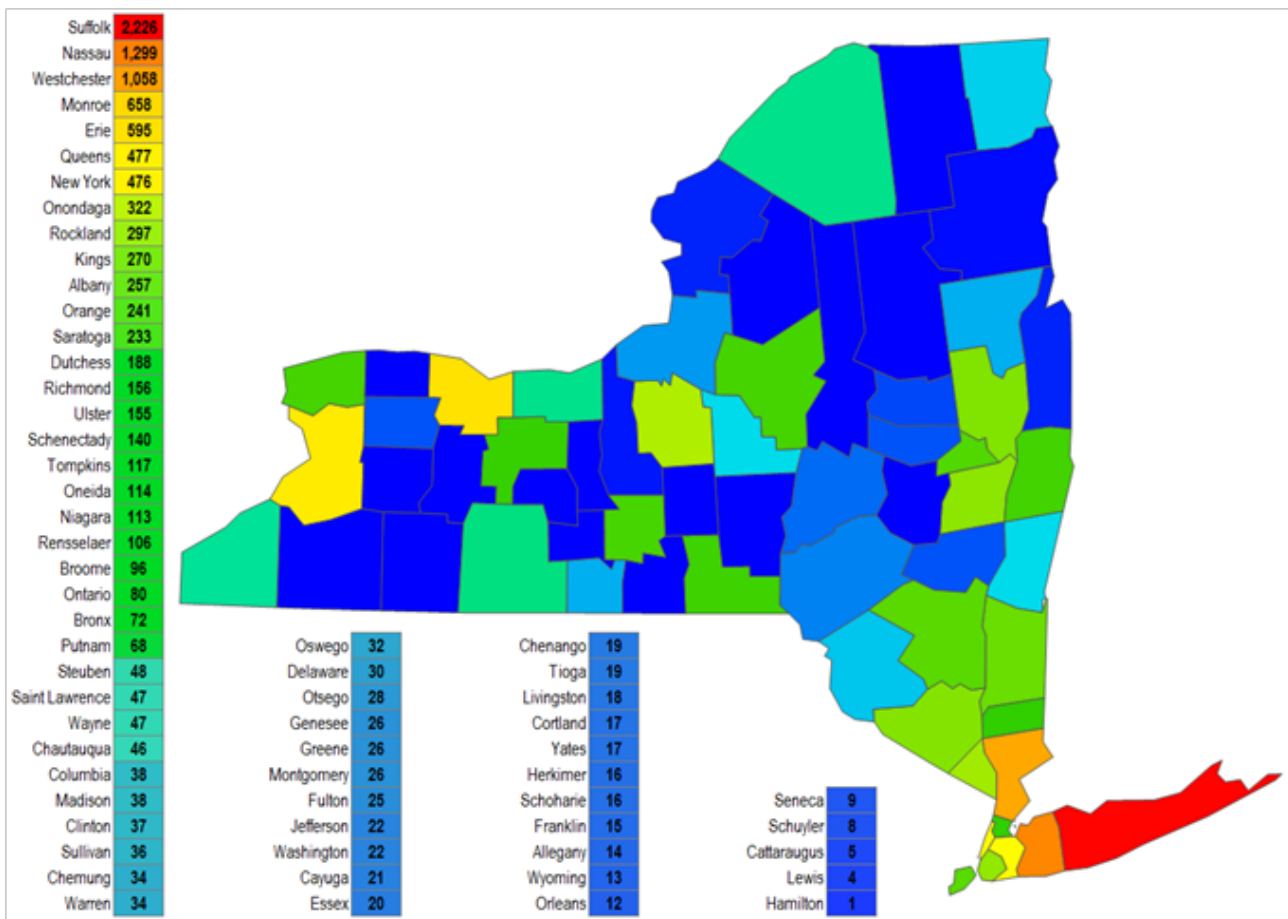 Suffolk 2,226
Nassau 1,299
Westchester 1,058
Monroe 658
Erie 595
Queens 477
New York 476
Onondaga 322
Rockland 297
Kings 270
Albany 257
Orange 241
Saratoga 233
Dutchess 188
Richmond 156
Ulster 155
Schenectady 140
Tompkins 117
Oneida 114
Niagara 113
Rensselaer 106
Broome 96
Ontario 80
Bronx 72
Putnam 68
Steuben 48
Saint Lawrence 47
Wayne 47
Chautauqua 46
Columbia 38
Madison 38
Clinton 37
Sullivan 36
Chemung 34
Warren 34
Oswego 32
Delaware 30
Otsego 28
Genesee 26
Greene 26
Montgomery 26
Fulton 25
Jefferson 22
Washington 22
Cayuga 21
Essex 20
Chenango 19
Tioga 19
Livingston 18
Cortland 17
Yates 17
Herkimer 16
Schoharie 16
Franklin 15
Allegany 14
Wyoming 13
Orleans 12
Seneca 9
Schuyler 8
Cattaraugus 5
Lewis 4
Hamilton 1